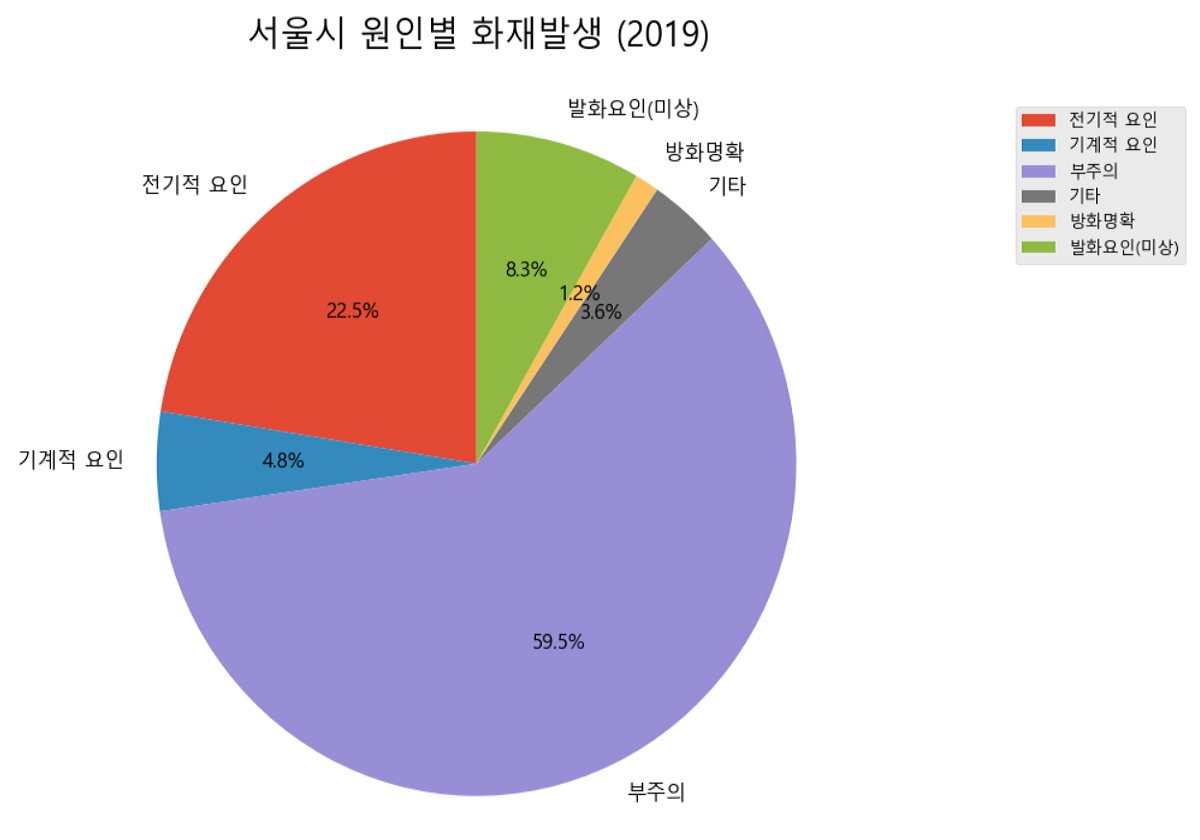 서울시 원인별 화재발생 (2019)
발화요인(미상)
방화명확
기타
전기적 요인
기계적 요인
부주의
8.3%
1.2%
3.6%
22.5%
4.8%
59.5%
전기적 요인
기계적 요인
부주의
기타
방화명확
발화요인(미상)